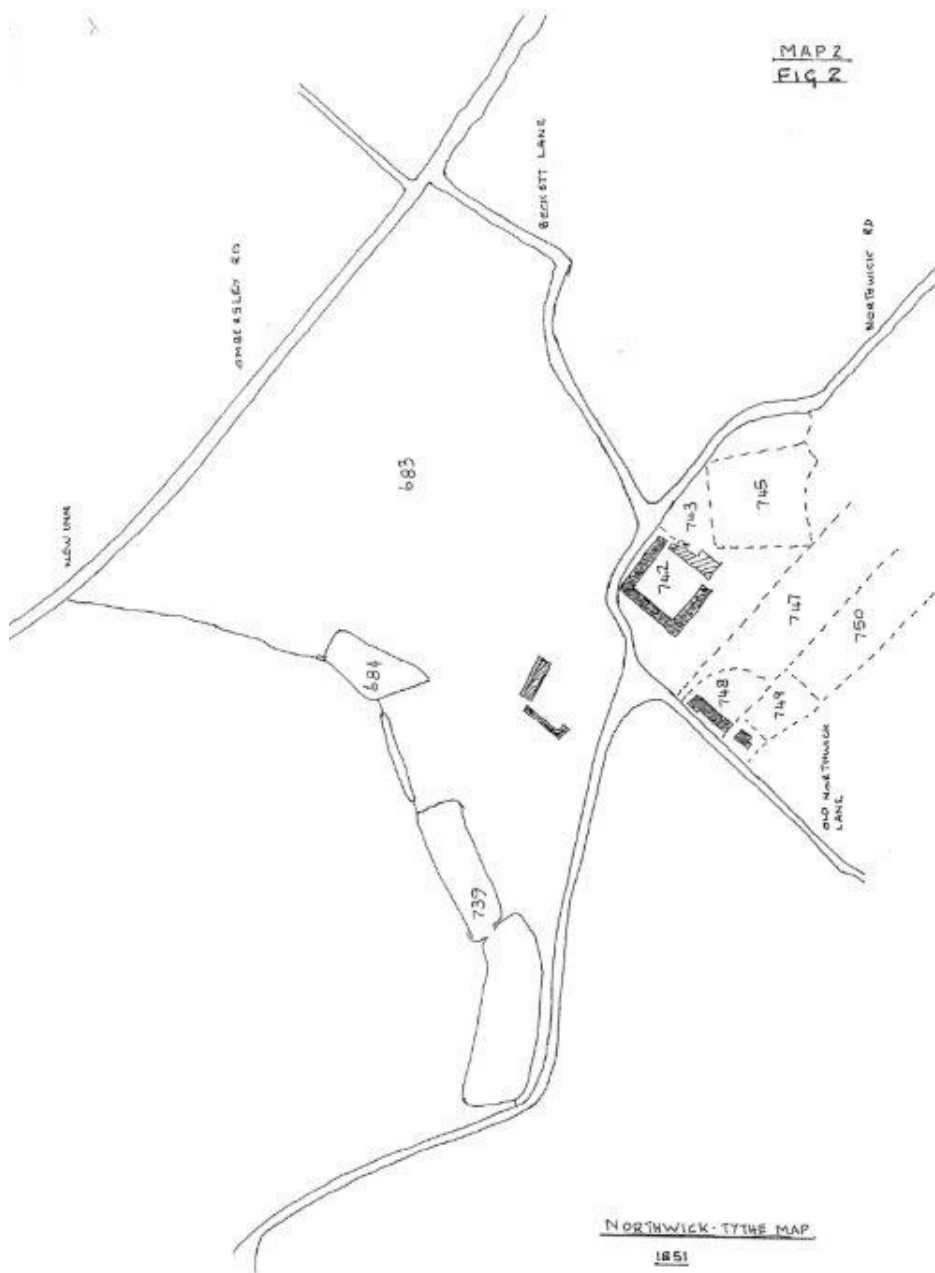 MAP 2
FIG 2
BECKETT LANE
OMBERSLEY RD
NORTHWICK RD
683
745
743
NEW INN
742
747
750
684
748
749
OLD NORTHWICK
LANE
739
NORTHWICK-TYTHE MAP
1851